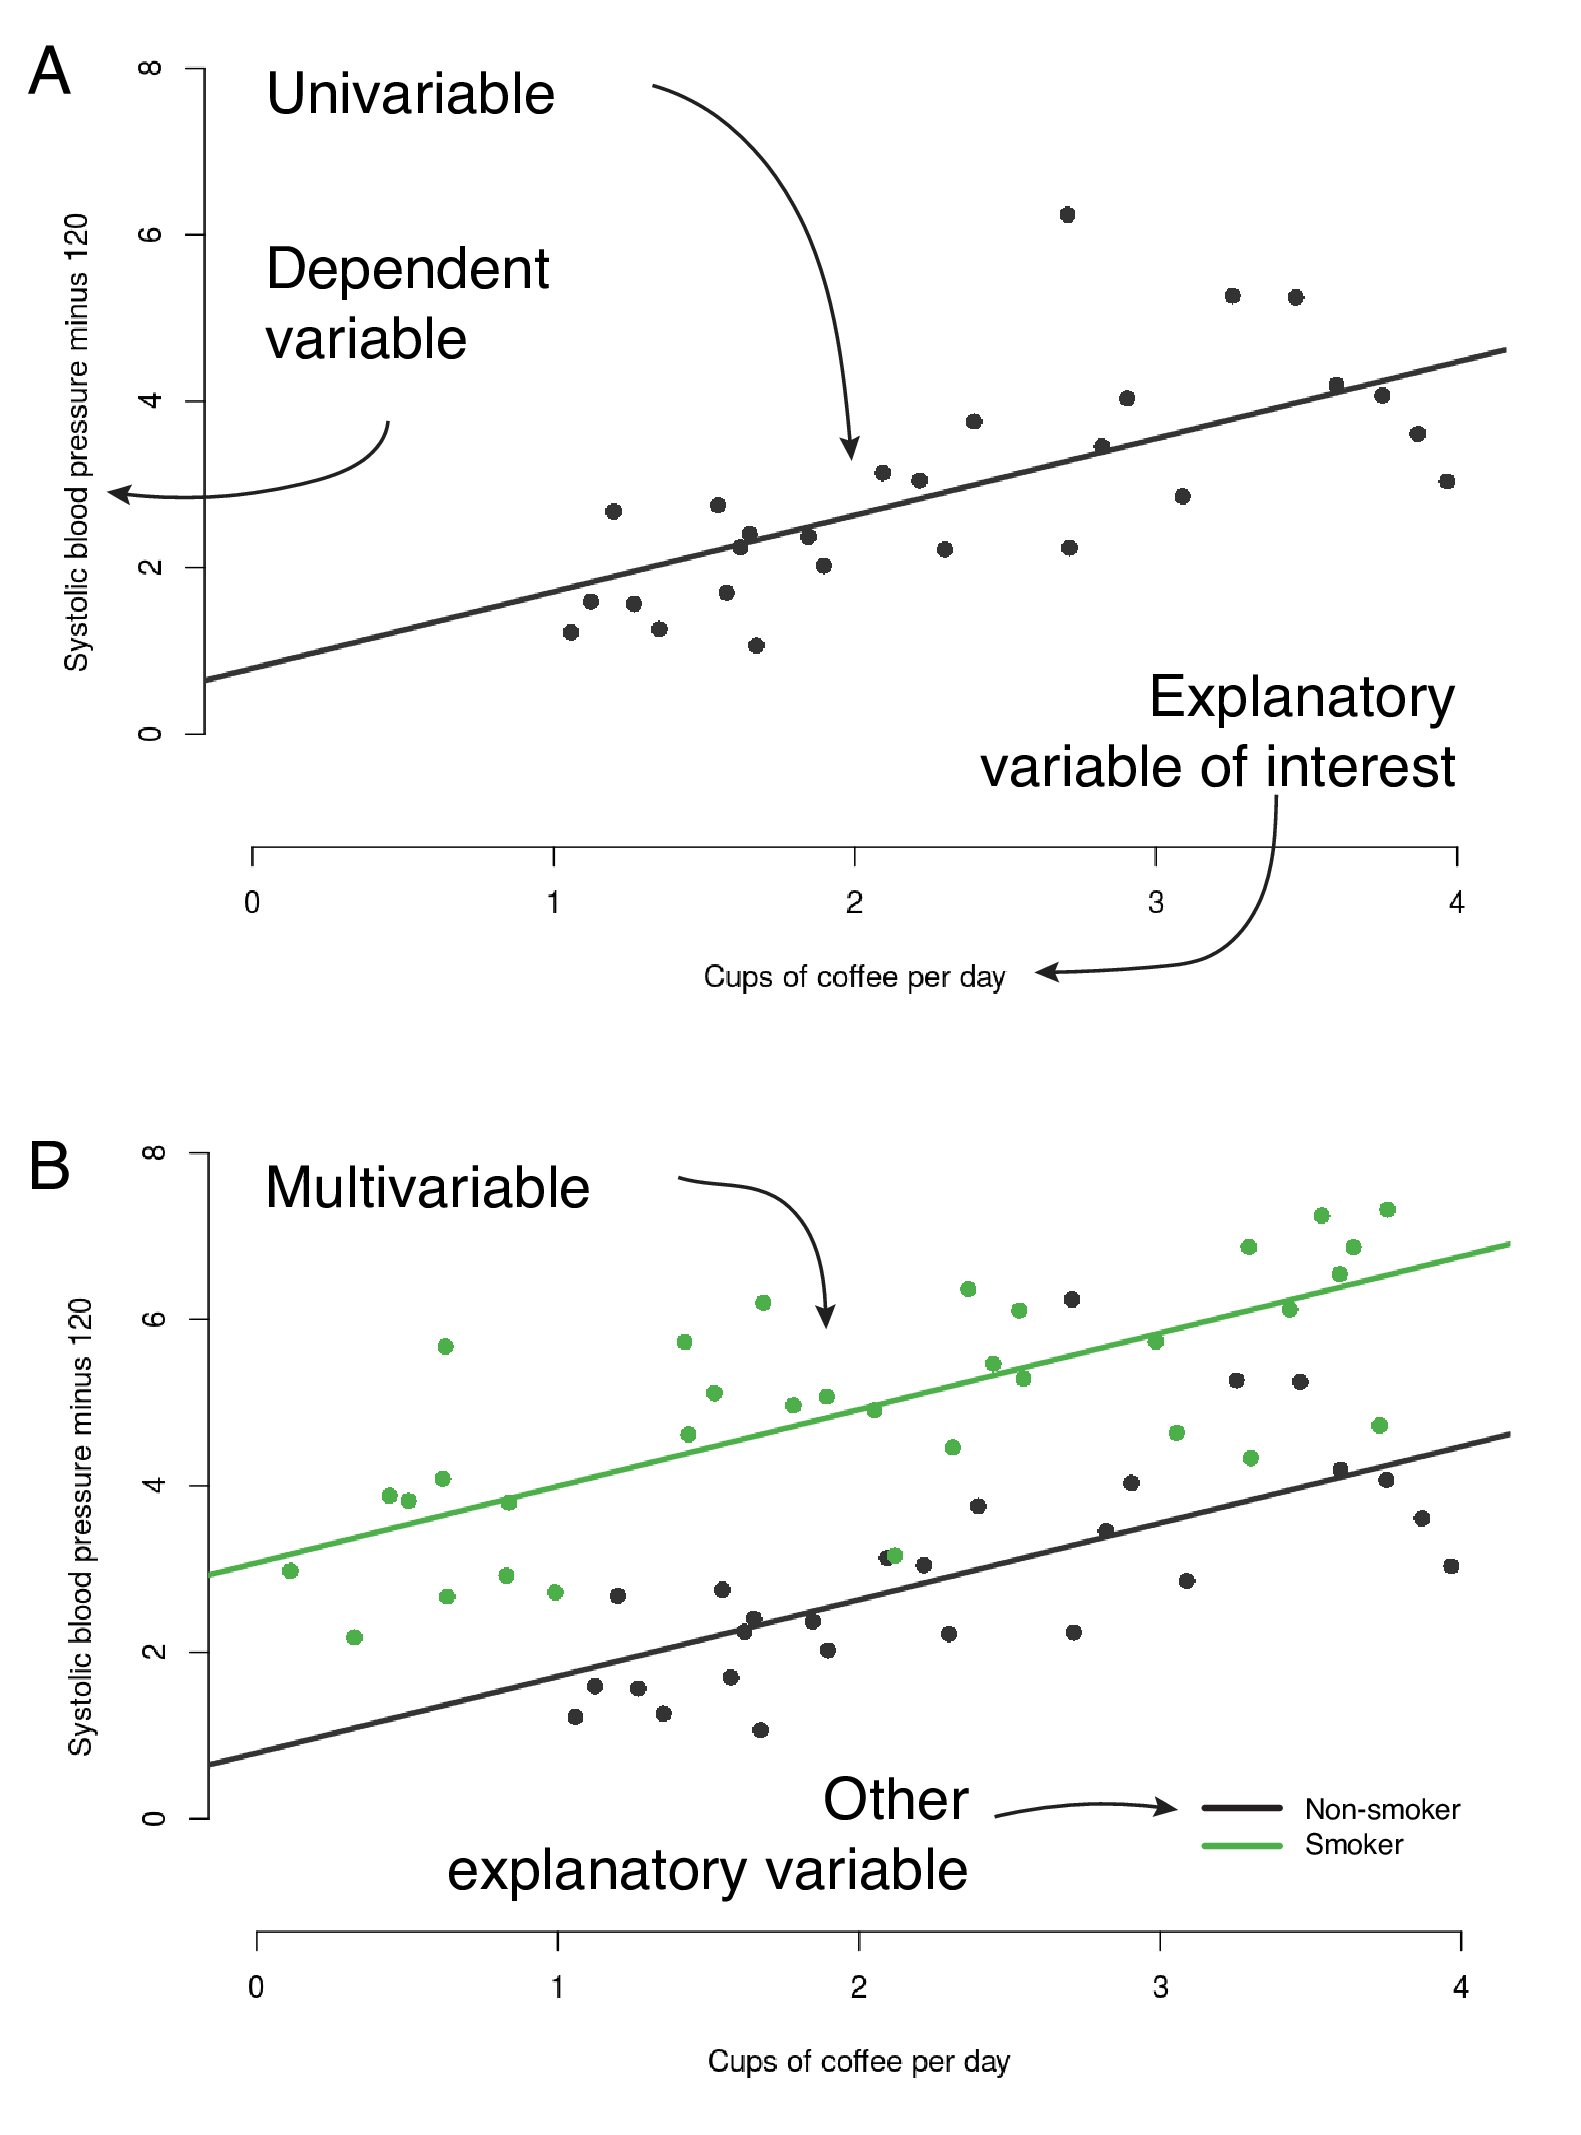 A
Univariable
Dependent
variable
Systolic blood pressure minus 120
8
6
4
2
0
Explanatory
variable of interest
0 1 2 3 4
Cups of coffee per day
B
Multivariable
Systolic blood pressure minus 120
8
6
4
2
0
Other
explanatory variable
Non-smoker
Smoker
0 1 2 3 4
Cups of coffee per day